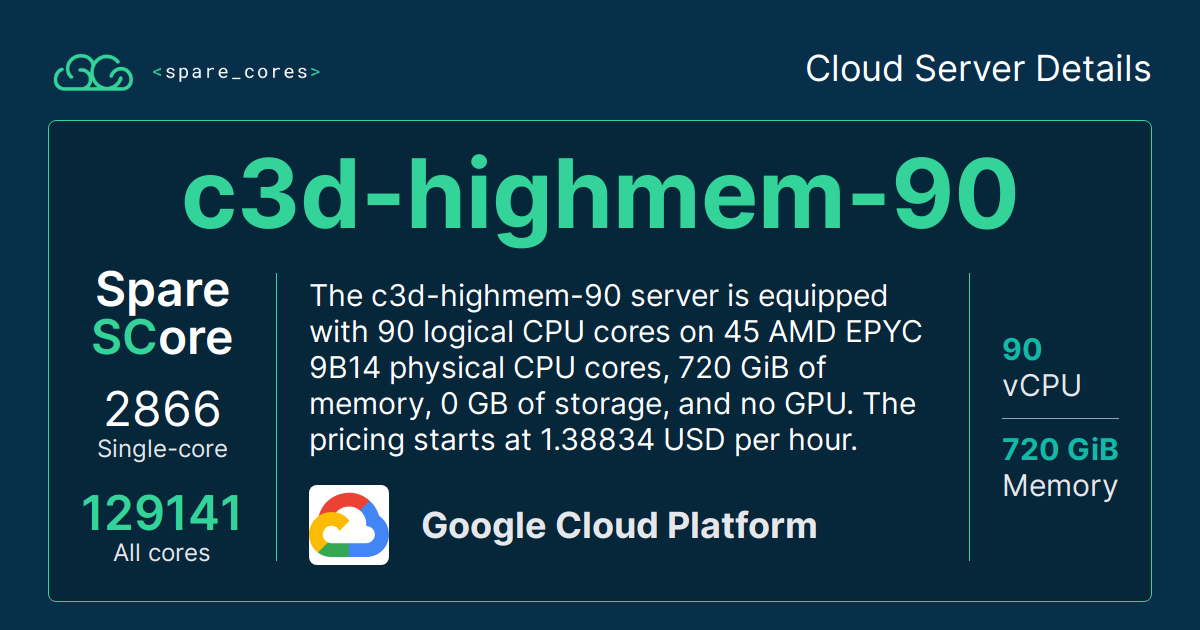 <spare_cores>
Cloud Server Details
c3d-highmem-90
Spare
SCore
2866
Single-core
129141
All cores
The c3d-highmem-90 server is equipped
with 90 logical CPU cores on 45 AMD EPYC
9B14 physical CPU cores, 720 GiB of
memory, 0 GB of storage, and no GPU. The
pricing starts at 1.38834 USD per hour.
Google Cloud Platform
90
vCPU
720 GiB
Memory